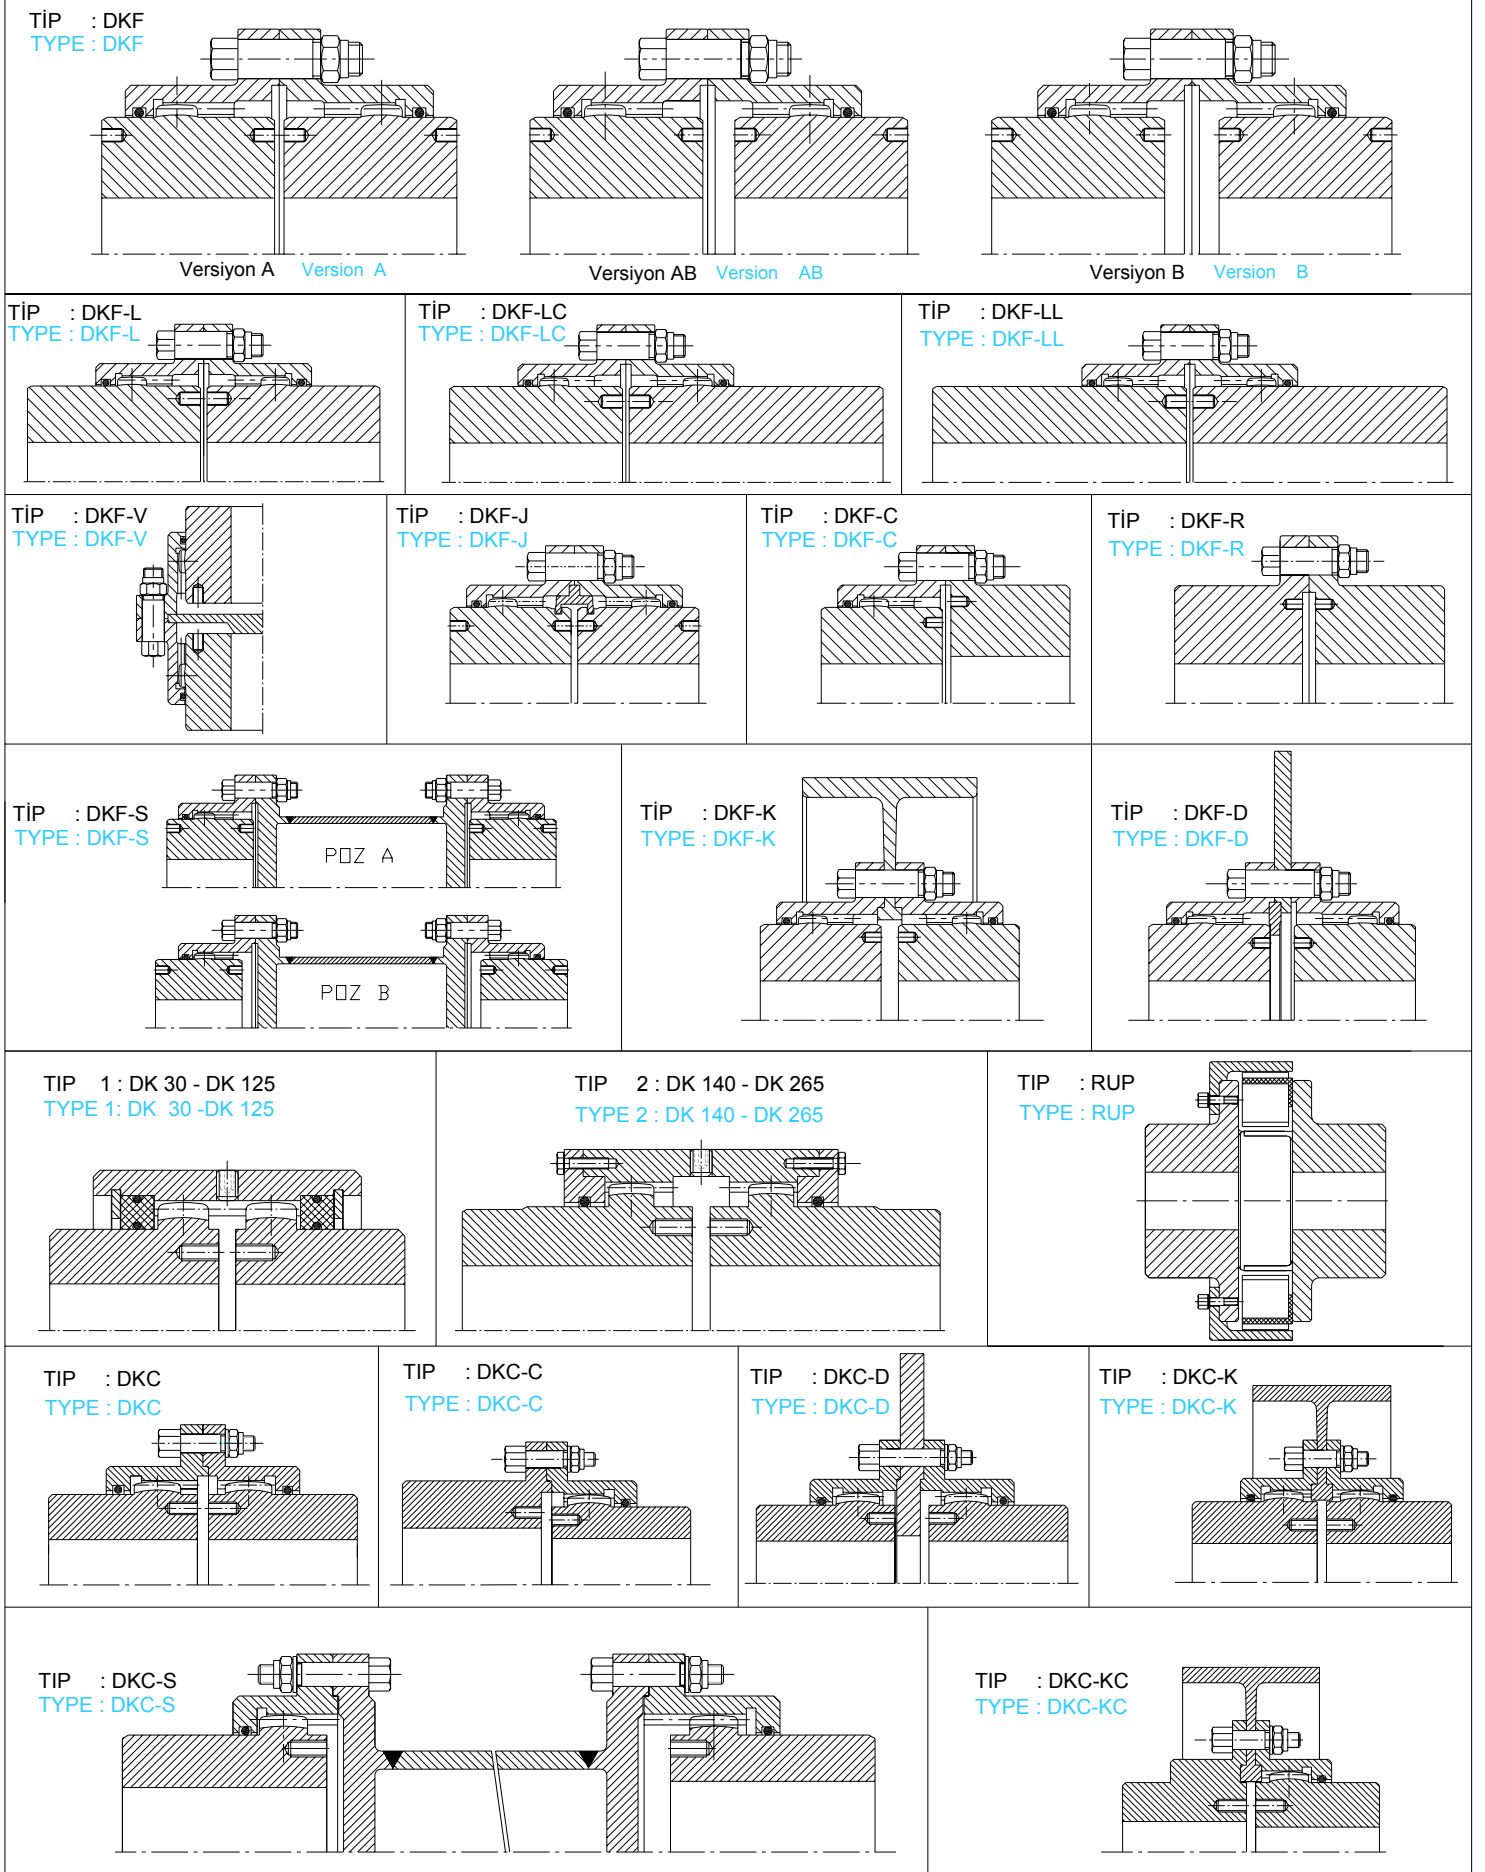 TİP : DKF
TYPE : DKF
Versiyon A Version A
Versiyon AB Version AB
Versiyon B Version B
TİP : DKF-L
TYPE : DKF-L
TİP : DKF-LC
TYPE : DKF-LC
TİP : DKF-LL
TYPE : DKF-LL
TİP : DKF-V
TYPE : DKF-V
TİP : DKF-J
TYPE : DKF-J
TİP : DKF-C
TYPE : DKF-C
TİP : DKF-R
TYPE : DKF-R
TİP : DKF-S
TYPE : DKF-S
POZ A
POZ B
TİP : DKF-K
TYPE : DKF-K
TİP : DKF-D
TYPE : DKF-D
TIP 1 : DK 30 - DK 125
TYPE 1: DK 30 -DK 125
TIP 2 : DK 140 - DK 265
TYPE 2 : DK 140 - DK 265
TIP : RUP
TYPE : RUP
TIP : DKC
TYPE : DKC
TIP : DKC-C
TYPE : DKC-C
TIP : DKC-D
TYPE : DKC-D
TIP : DKC-K
TYPE : DKC-K
TIP : DKC-S
TYPE : DKC-S
TIP : DKC-KC
TYPE : DKC-KC